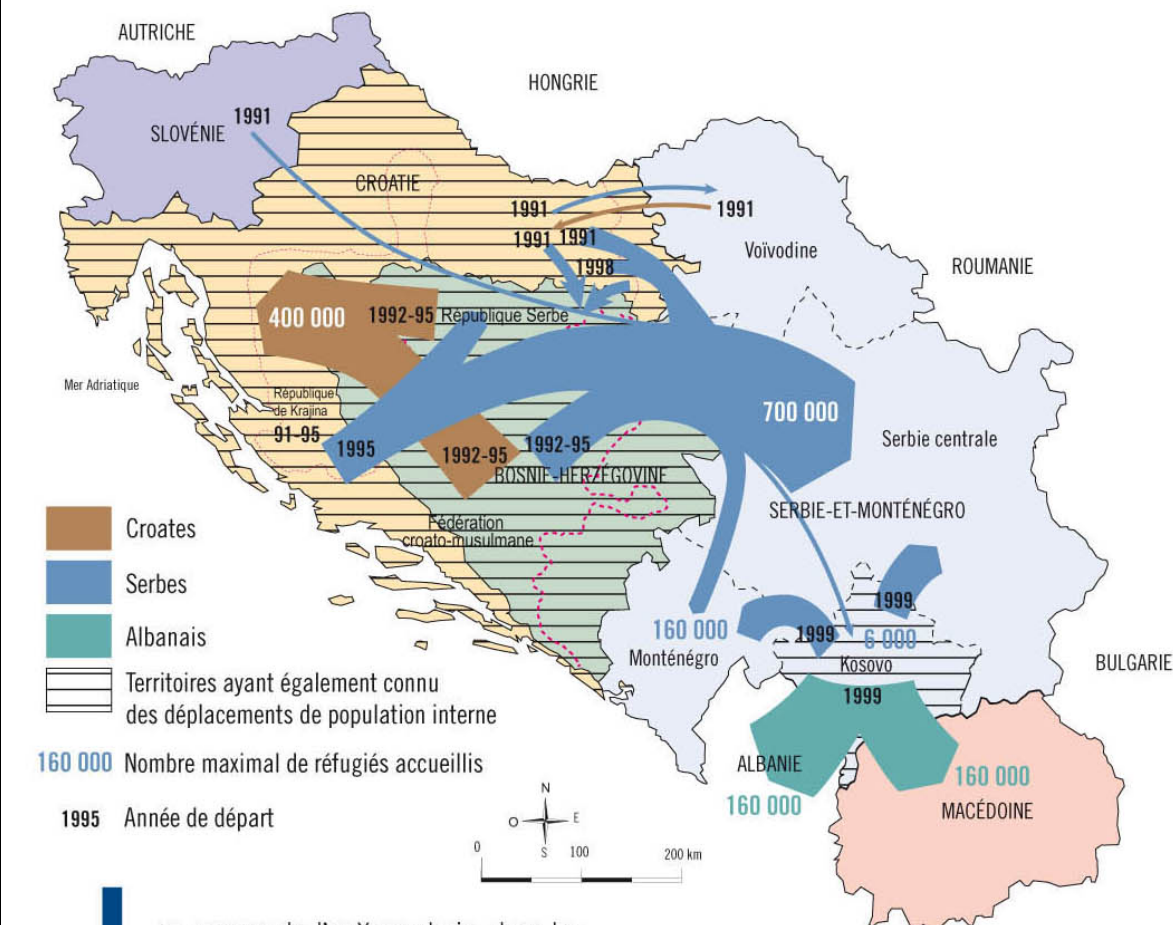 AUTRICHE
HONGRIE
1991
SLOVÉNIE
CROATIE
1991
1991
1991
1991
1998
Voïvodine
ROUMANIE
400 000
1992-95
République Serbe
Mer Adriatique
République
de Krajina
91-95
1995
1992-95
1992-95
BOSNIE-HERZÉGOVINE
700 000
Serbie centrale
SERBIE-ET-MONTÉNÉGRO
Fédération
croato-musulmane
160 000
Monténégro
1999
1999
6 000
Kosovo
1999
BULGARIE
ALBANIE
160 000
160 000
MACÉDOINE
Croates
Serbes
Albanais
Territoires ayant également connu
des déplacements de population interne
160 000 Nombre maximal de réfugiés accueillis
1995 Année de départ
N
O E
S
0 100 200 km